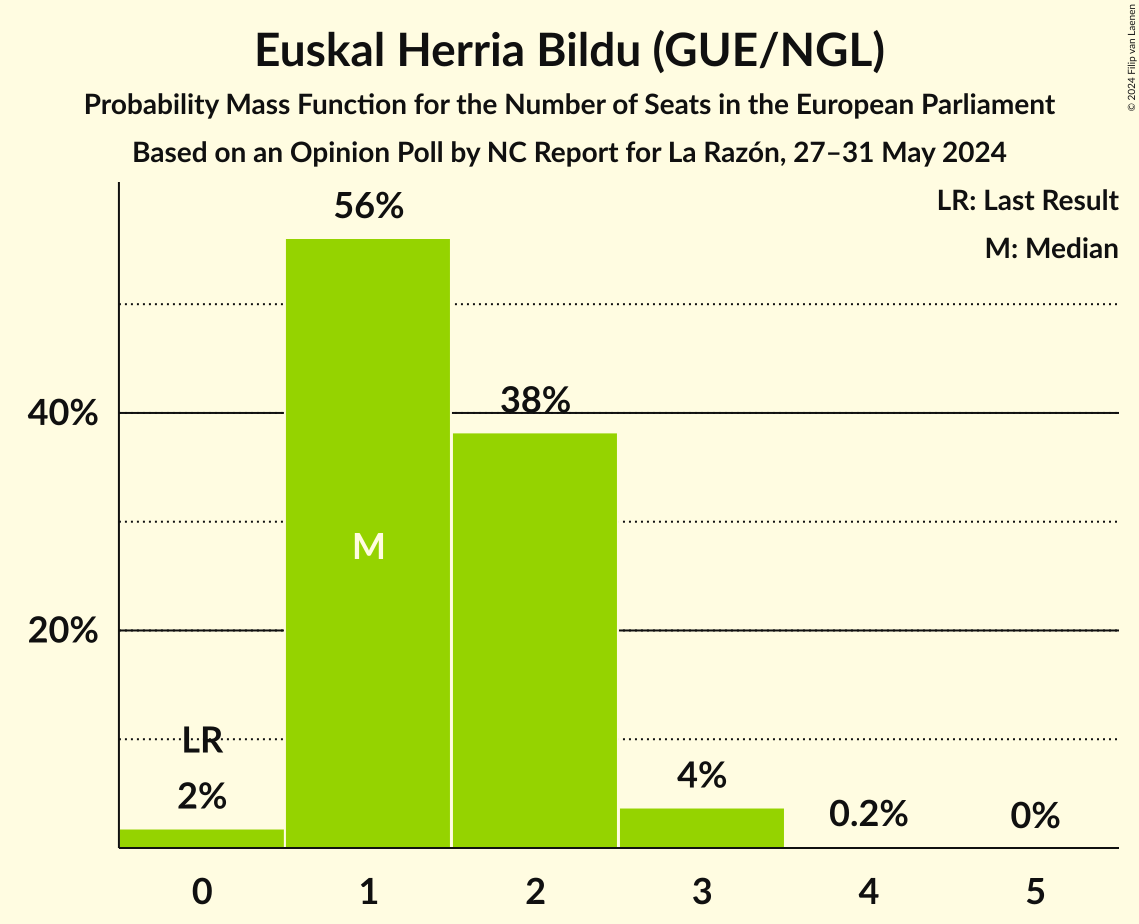 Euskal Herria Bildu (GUE/NGL)
Probability Mass Function for the Number of Seats in the European Parliament
Based on an Opinion Poll by NC Report for La Razón, 27–31 May 2024
© 2024 Filip van Laenen
LR: Last Result
M: Median
56%
38%
40%
M
20%
LR
2%
4%
0.2%
0%
0 1 2 3 4 5